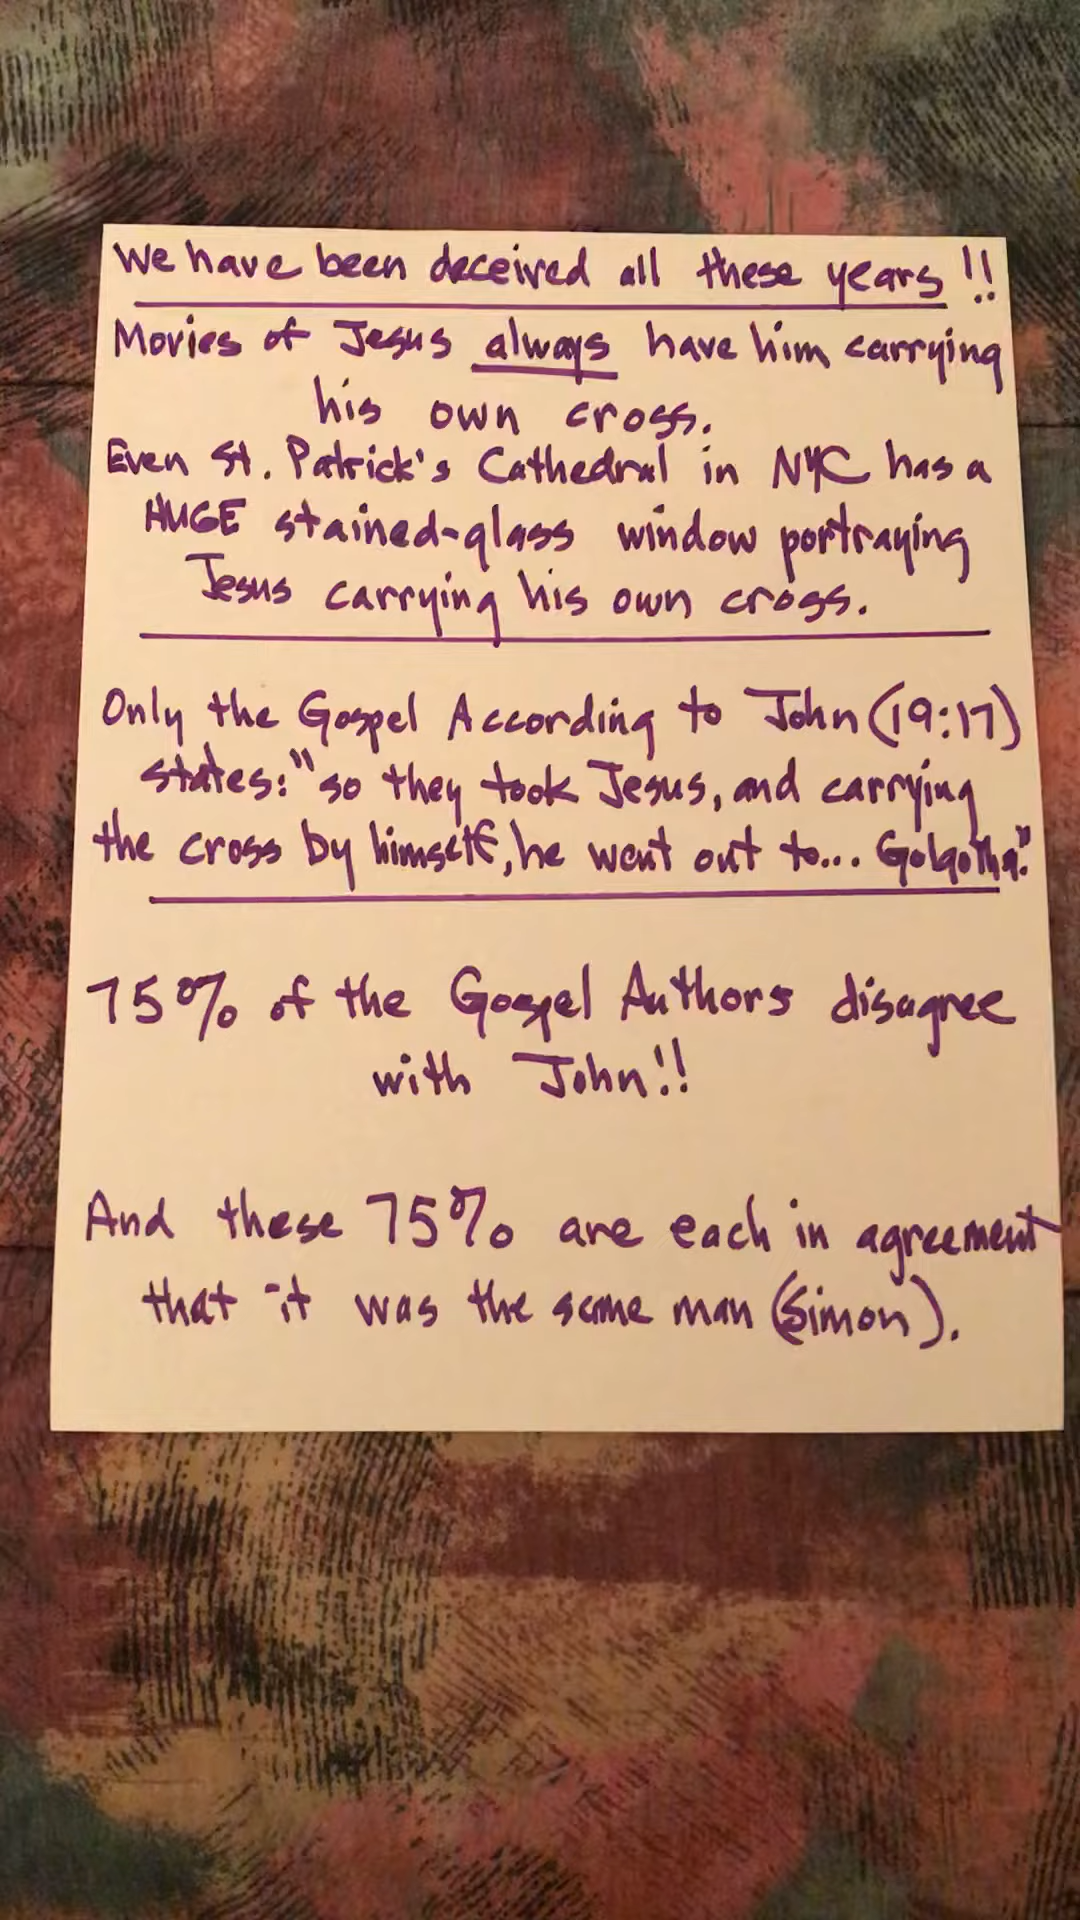 We have been deceived all these years!!
Movies of Jesus always have him carrying
his own cross.
Even St. Patrick's Cathedral in NYC has a
HUGE stained-glass window portraying
Jesus carrying his own cross.
Only the Gospel According to John (19:17)
states: "so they took Jesus, and carrying
the cross by himself, he went out to... Golgotha."
75% of the Gospel Authors disagree
with John!!
And these 75% are each in agreement
that it was the same man (Simon).